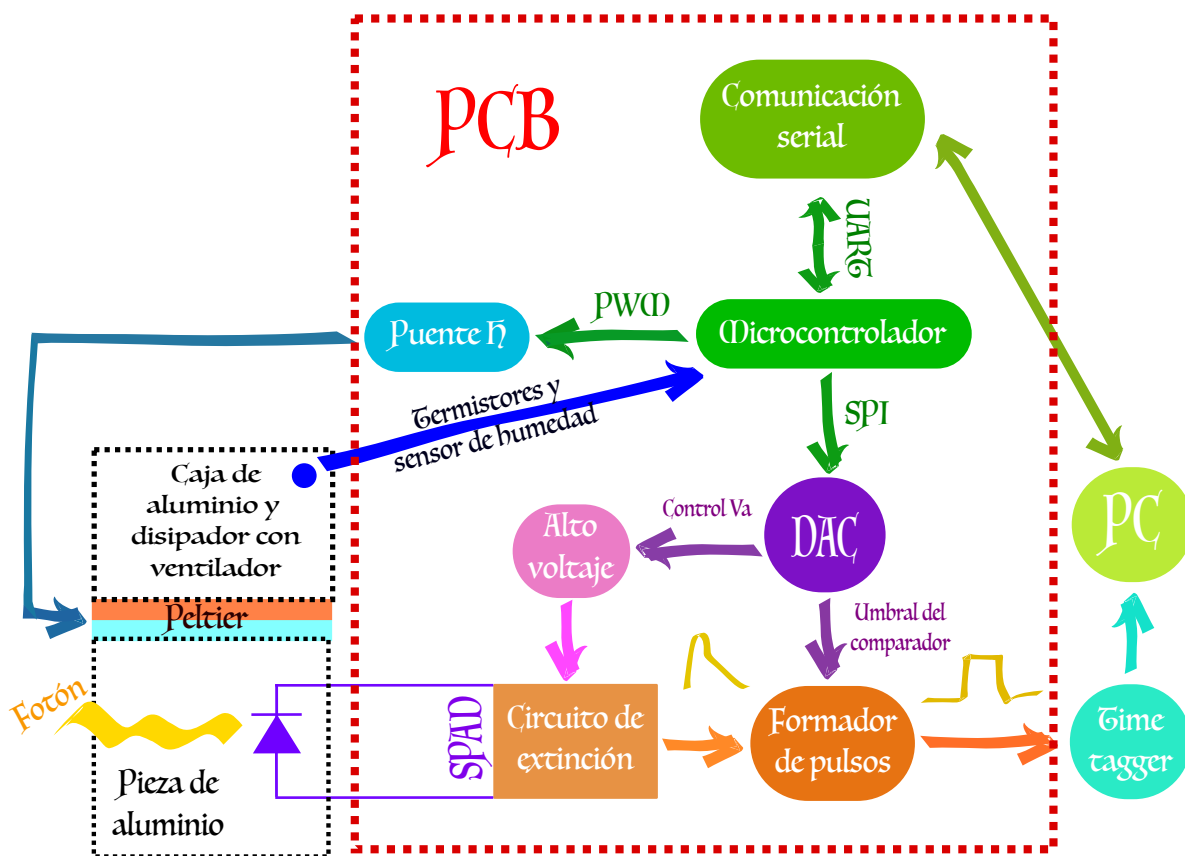 PCB
Comunicación
serial
UART
PWM
Puente H
Microcontrolador
Termistores y
sensor de humedad
SPI
Caja de
aluminio y
disipador con
ventilador
Alto
voltaje
Control Va
DAC
PC
Peltier
Umbral del
comparador
Fotón
SPAD
Circuito de
extinción
Formador
de pulsos
Time
tagger
Pieza de
aluminio